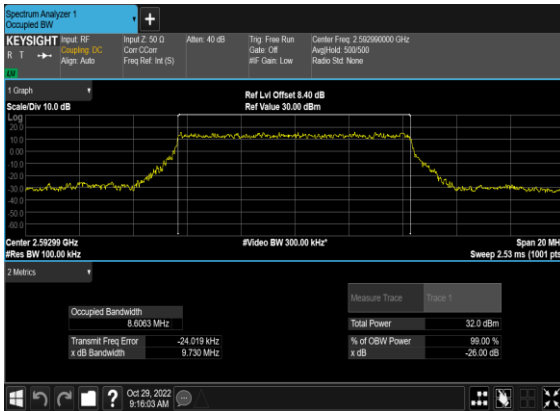 Spectrum Analyzer 1
Occupied BW
KEYSIGHT
R T
LXI
Input: RF
Coupling: DC
Align: Auto
Input Z: 50 Ω
Corr CCorr
Freq Ref: Int (S)
Atten: 40 dB
Trig: Free Run
Gate: Off
#IF Gain: Low
Center Freq: 2.592990000 GHz
Avg|Hold: 500/500
Radio Std: None
1 Graph
Scale/Div 10.0 dB
Ref Lvl Offset 8.40 dB
Ref Value 30.00 dBm
Log
20.0
10.0
0.00
-10.0
-20.0
-30.0
-40.0
-50.0
-60.0
Center 2.59299 GHz
#Res BW 100.00 kHz
#Video BW 300.00 kHz*
Span 20 MH
Sweep 2.53 ms (1001 pts
2 Metrics
Measure Trace
Trace 1
Occupied Bandwidth
8.6063 MHz
Total Power
32.0 dBm
Transmit Freq Error
-24.019 kHz
% of OBW Power
99.00 %
x dB Bandwidth
9.730 MHz
x dB
-26.00 dB
?
Oct 29, 2022
9:16:03 AM